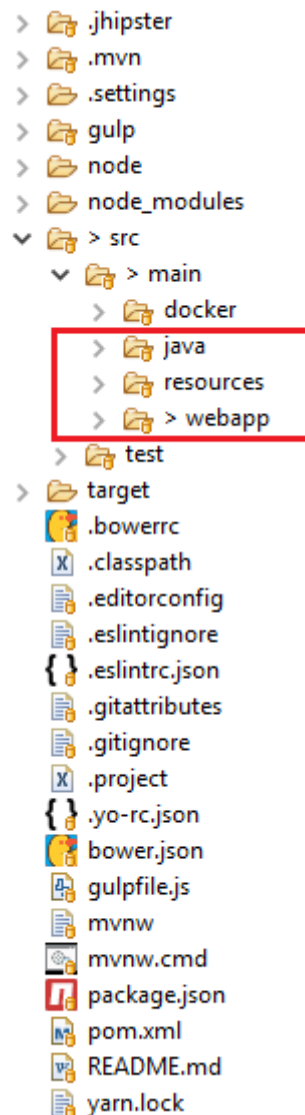 .jhipster
.mvn
.settings
gulp
node
node_modules
> src
> main
docker
java
resources
> webapp
test
target
.bowerrc
.classpath
.editorconfig
.eslintignore
.eslintrc.json
.gitattributes
.gitignore
.project
.yo-rc.json
bower.json
gulpfile.js
mvnw
mvnw.cmd
package.json
pom.xml
README.md
yarn.lock